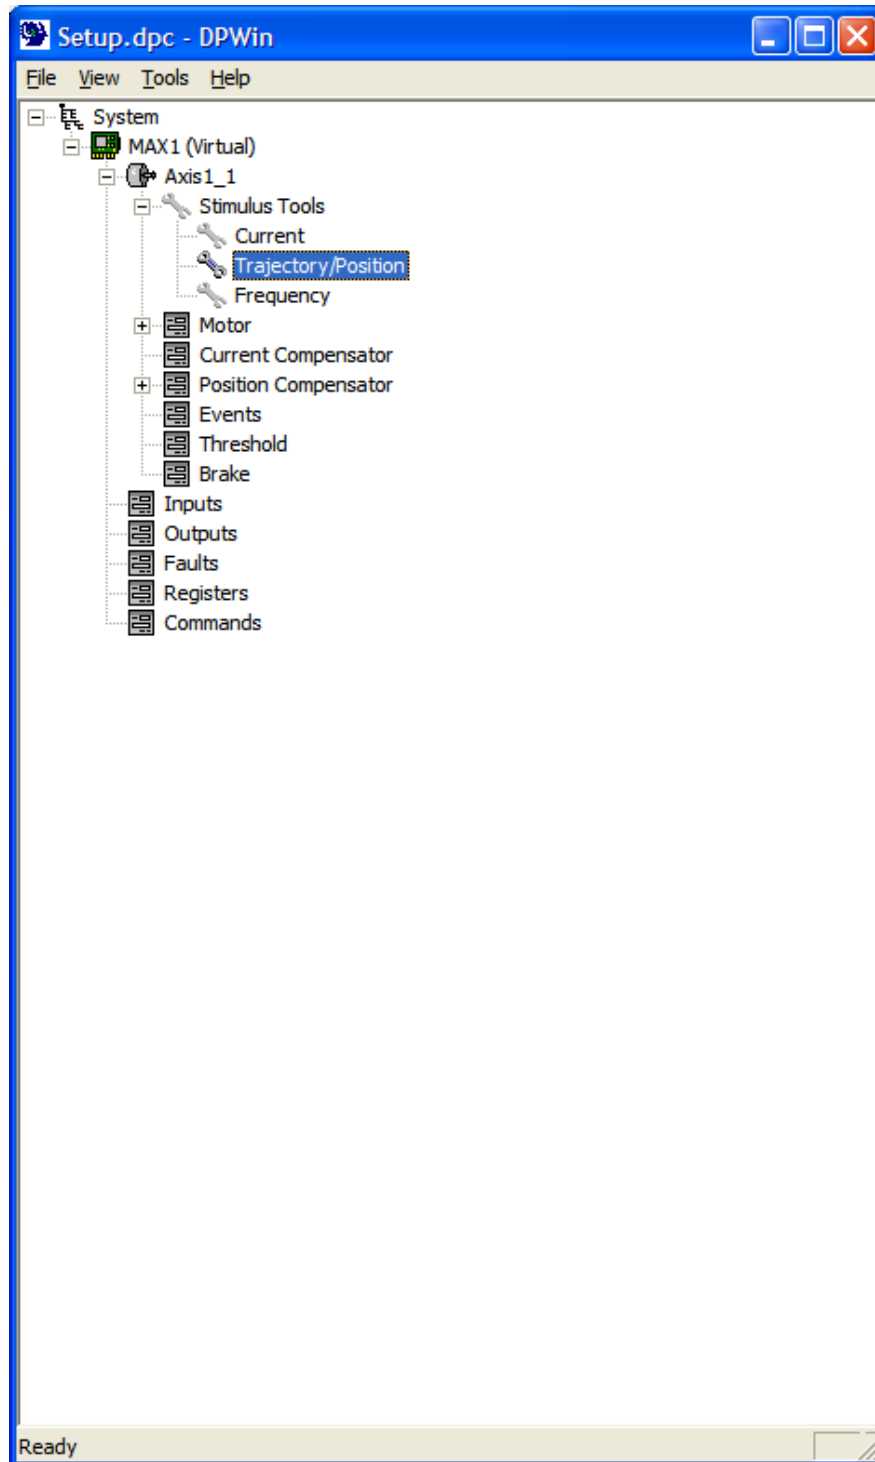 Setup.dpc - DPWin
File View Tools Help
System
MAX1 (Virtual)
Axis1_1
Stimulus Tools
Current
Trajectory/Position
Frequency
Motor
Current Compensator
Position Compensator
Events
Threshold
Brake
Inputs
Outputs
Faults
Registers
Commands
Ready